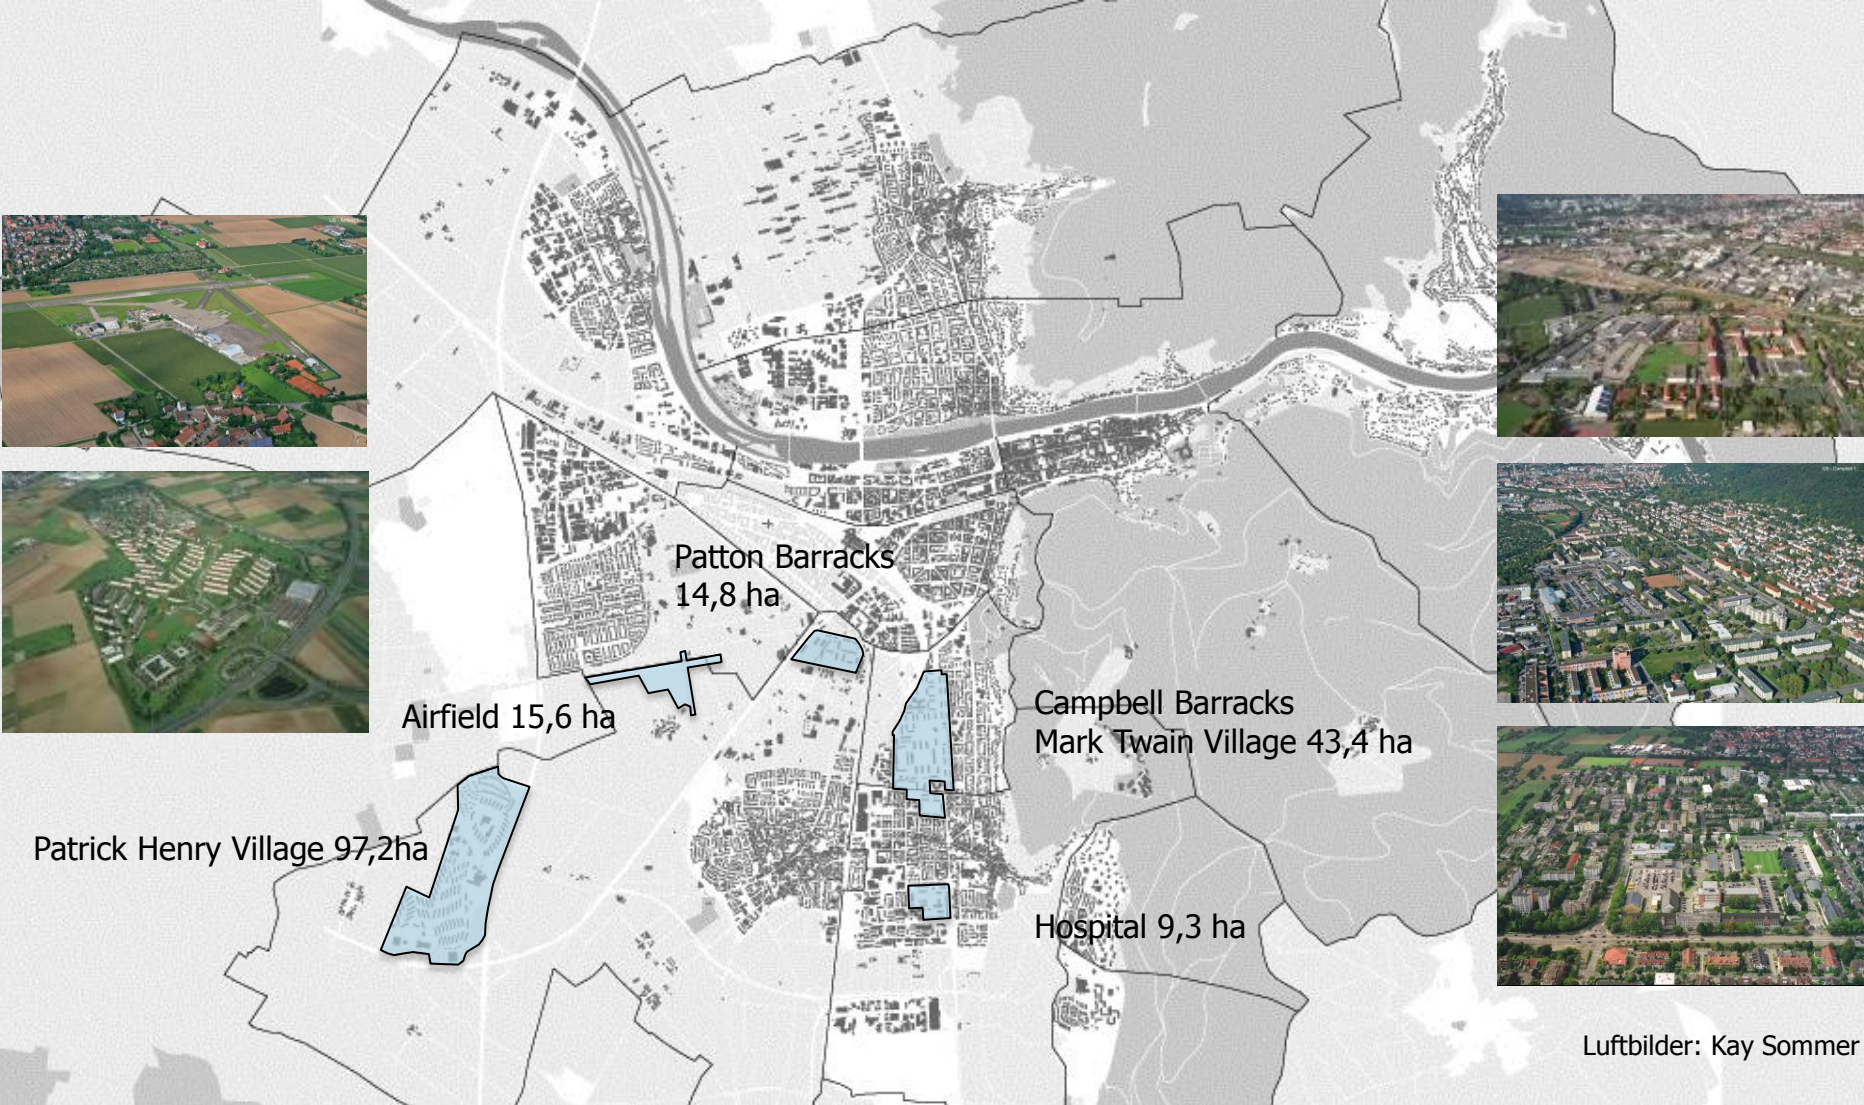 Patton Barracks
14,8 ha
Airfield 15,6 ha
Campbell Barracks
Mark Twain Village 43,4 ha
Patrick Henry Village 97,2ha
Hospital 9,3 ha
Luftbilder: Kay Sommer